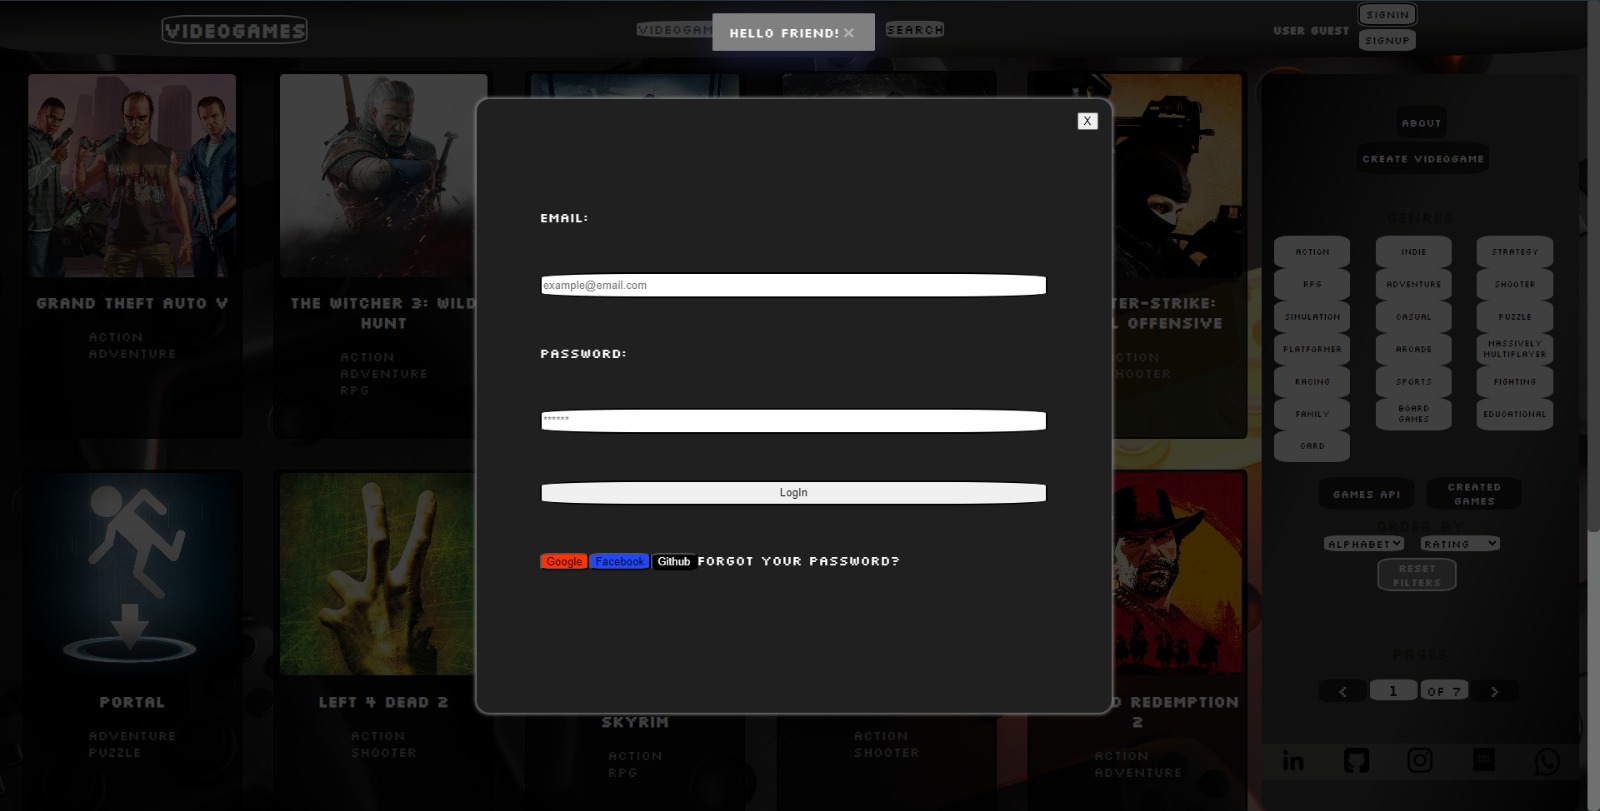 VIDEOGAMES
VIDEOGAM
HELLO FRIEND! ×
SEARCH
USER GUEST
SIGNIN
SIGNUP
X
EMAIL:
example@email.com
PASSWORD:
******
LogIn
Google
Facebook
Github
FORGOT YOUR PASSWORD?
GRAND THEFT AUTO V
ACTION
ADVENTURE
THE WITCHER 3: WILD
HUNT
ACTION
ADVENTURE
RPG
TER-STRIKE:
L OFFENSIVE
CTION
HOOTER
PORTAL
ADVENTURE
PUZZLE
LEFT 4 DEAD 2
ACTION
SHOOTER
SKYRIM
ACTION
RPG
ACTION
SHOOTER
D REDEMPTION
2
ACTION
ADVENTURE
ABOUT
CREATE VIDEOGAME
GENRES
ACTION
INDIE
STRATEGY
RPG
ADVENTURE
SHOOTER
SIMULATION
CASUAL
PUZZLE
PLATFORMER
ARCADE
MASSIVELY
MULTIPLAYER
RACING
SPORTS
FIGHTING
FAMILY
BOARD
GAMES
EDUCATIONAL
CARD
GAMES API
CREATED
GAMES
ORDER BY
ALPHABET
RATING
RESET
FILTERS
PAGES
<
1
OF 7
>
in